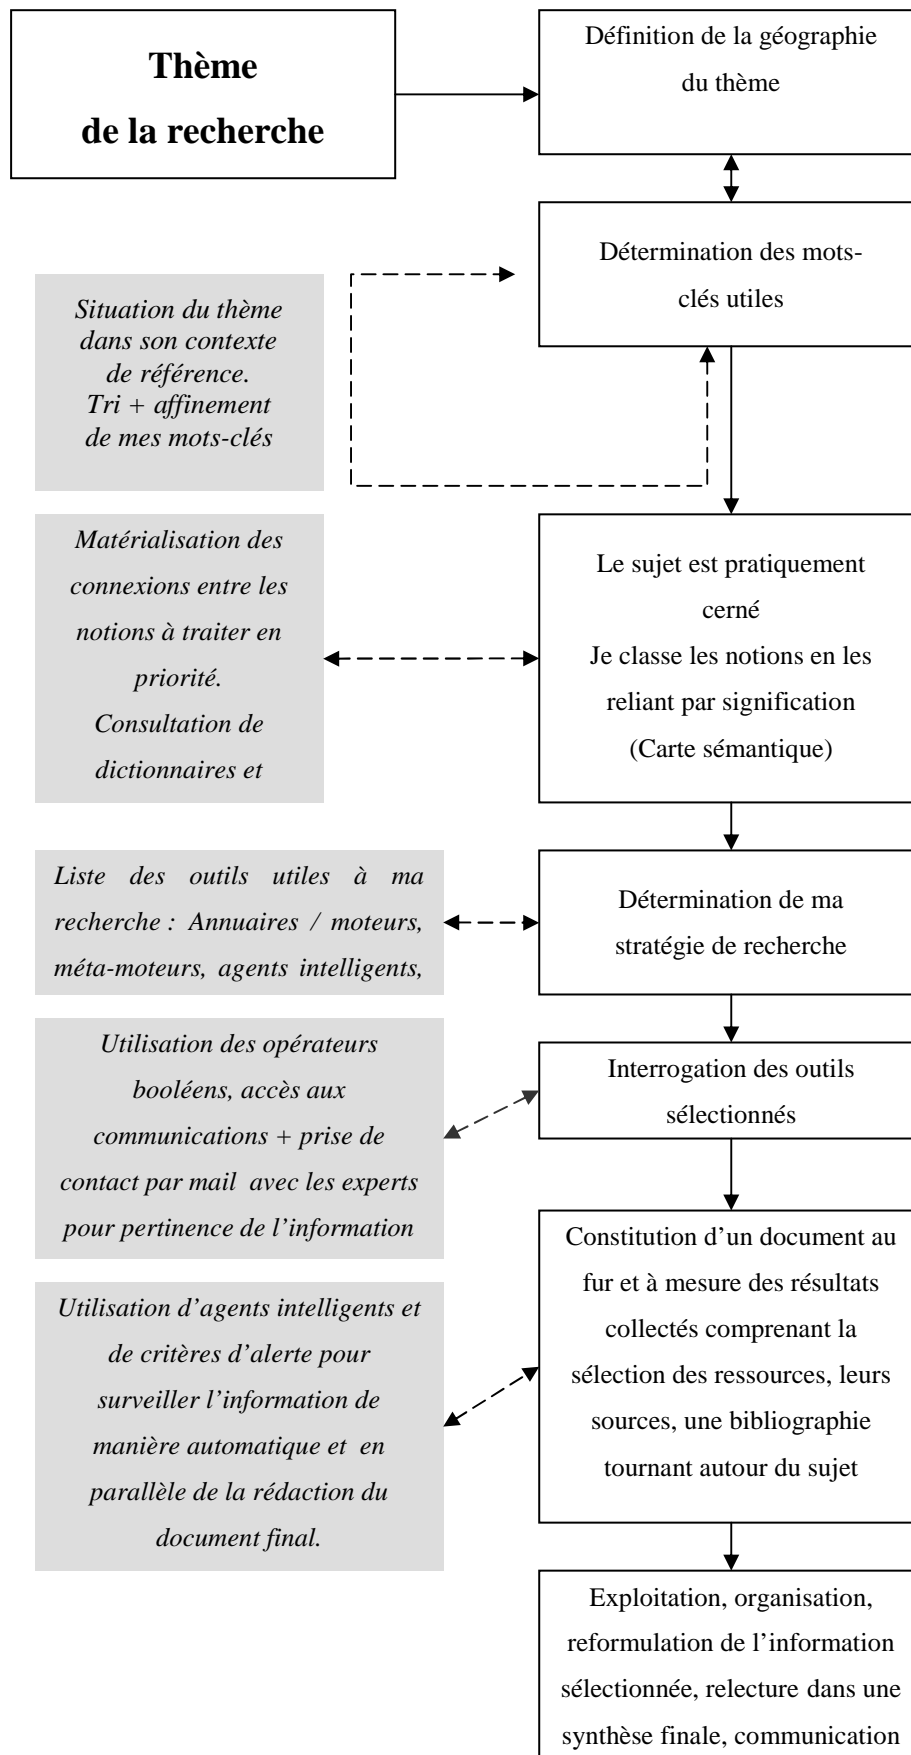 Thème
de la recherche
Définition de la géographie
du thème
Détermination des mots-
clés utiles
Situation du thème
dans son contexte
de référence.
Tri + affinement
de mes mots-clés
Matérialisation des
connexions entre les
notions à traiter en
priorité.
Consultation de
dictionnaires et
Le sujet est pratiquement
cerné
Je classe les notions en les
reliant par signification
(Carte sémantique)
Liste des outils utiles à ma
recherche : Annuaires / moteurs,
méta-moteurs, agents intelligents,
Détermination de ma
stratégie de recherche
Utilisation des opérateurs
booléens, accès aux
communications + prise de
contact par mail avec les experts
pour pertinence de l’information
Interrogation des outils
sélectionnés
Utilisation d’agents intelligents et
de critères d’alerte pour
surveiller l’information de
manière automatique et en
parallèle de la rédaction du
document final.
Constitution d’un document au
fur et à mesure des résultats
collectés comprenant la
sélection des ressources, leurs
sources, une bibliographie
tournant autour du sujet
Exploitation, organisation,
reformulation de l’information
sélectionnée, relecture dans une
synthèse finale, communication